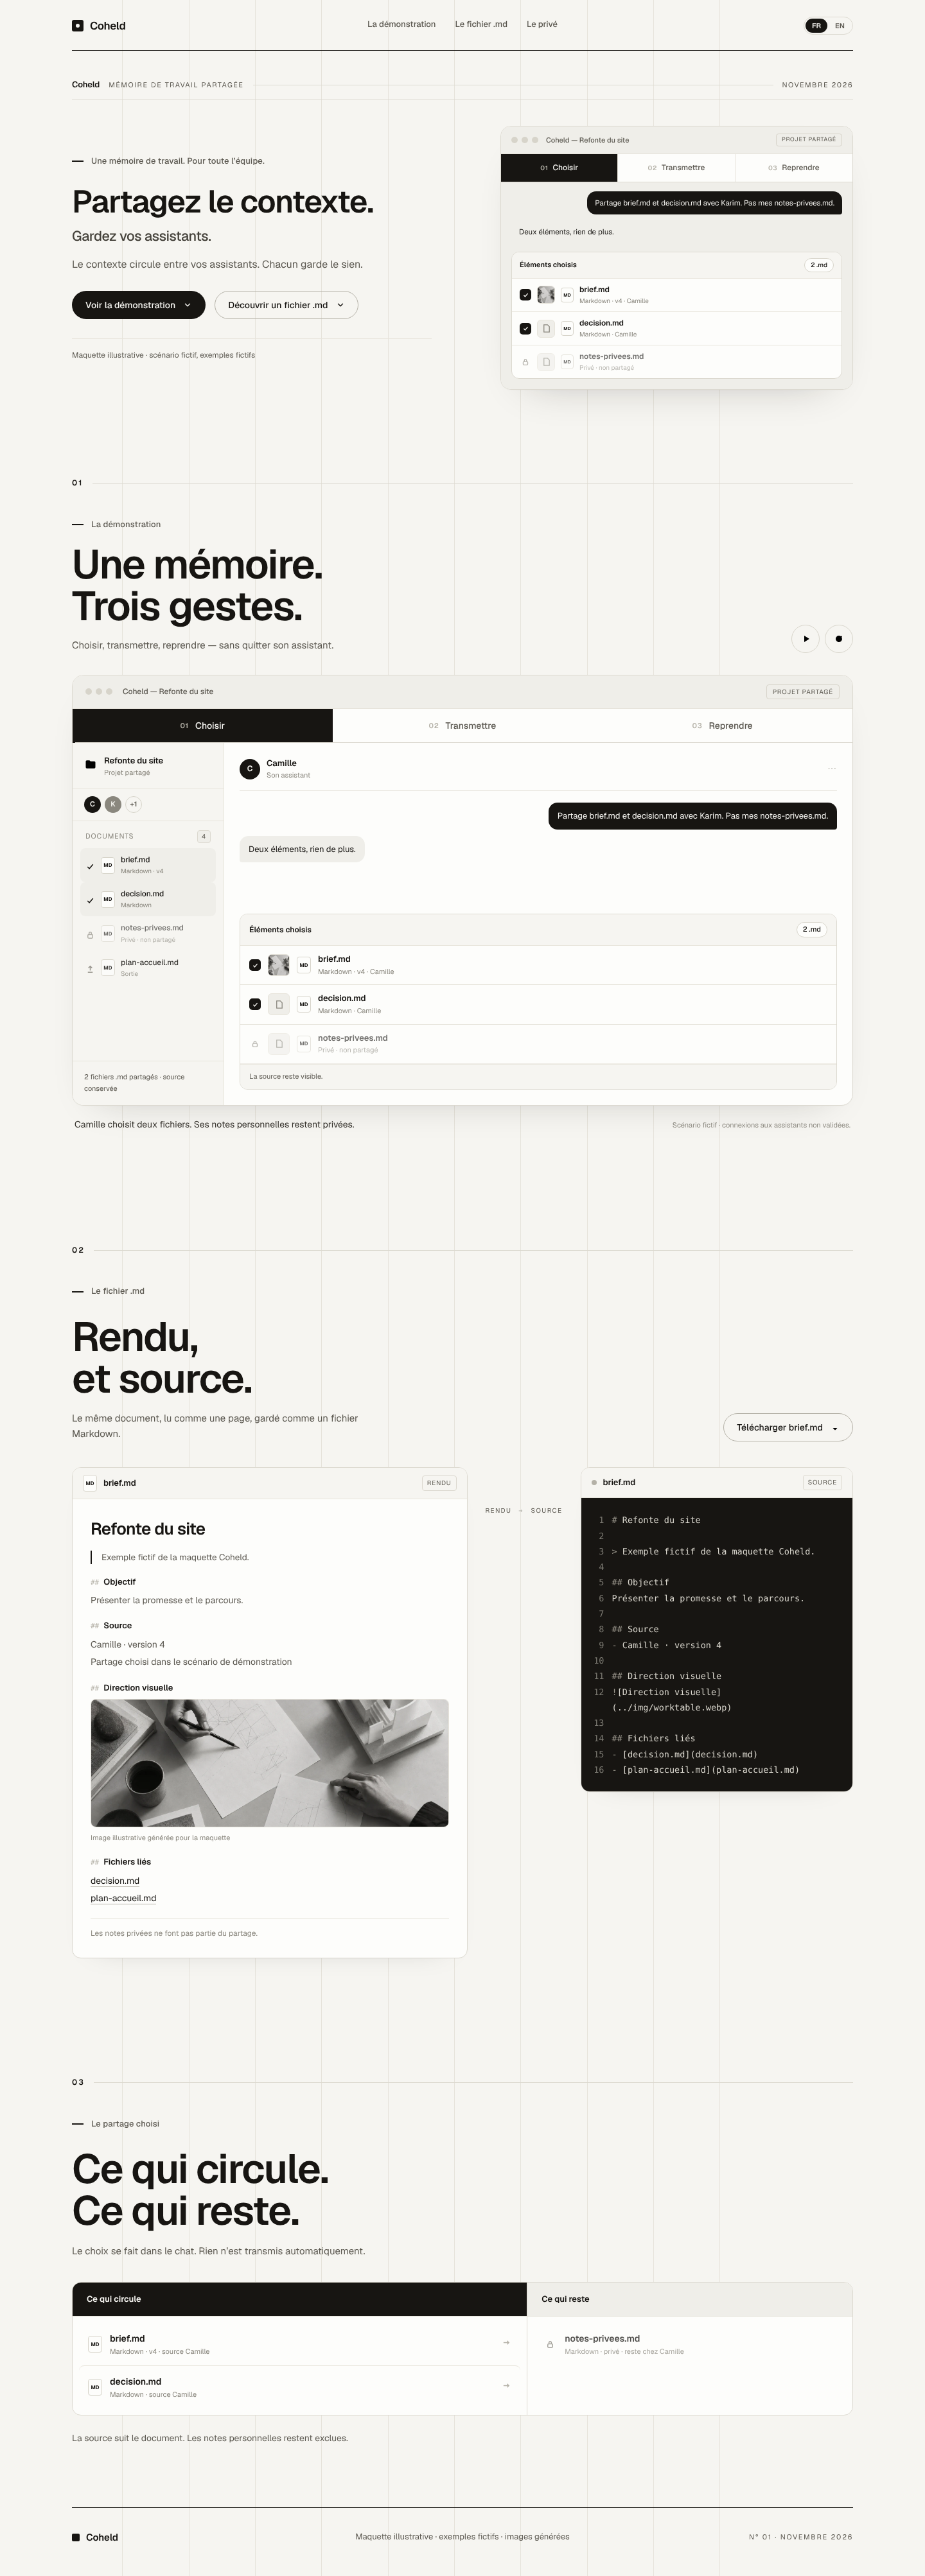 Coheld
La démonstration
Le fichier .md
Le privé
FR
EN
Coheld MÉMOIRE DE TRAVAIL PARTAGÉE
NOVEMBRE 2026
Une mémoire de travail. Pour toute l'équipe.
Partagez le contexte.
Gardez vos assistants.
Le contexte circule entre vos assistants. Chacun garde le sien.
Voir la démonstration
Découvrir un fichier .md
Maquette illustrative · scénario fictif, exemples fictifs
Coheld — Refonte du site
PROJET PARTAGÉ
01 Choisir
02 Transmettre
03 Reprendre
Partage brief.md et decision.md avec Karim. Pas mes notes-privees.md.
Deux éléments, rien de plus.
Éléments choisis
2 .md
MD
brief.md
Markdown · v4 · Camille
MD
decision.md
Markdown · Camille
MD
notes-privees.md
Privé · non partagé
01
La démonstration
Une mémoire.
Trois gestes.
Choisir, transmettre, reprendre — sans quitter son assistant.
Coheld — Refonte du site
PROJET PARTAGÉ
01 Choisir
02 Transmettre
03 Reprendre
Refonte du site
Projet partagé
C
K
+1
DOCUMENTS
4
MD
brief.md
Markdown · v4
MD
decision.md
Markdown
MD
notes-privees.md
Privé · non partagé
MD
plan-accueil.md
Sortie
2 fichiers .md partagés · source
conservée
C
Camille
Son assistant
...
Partage brief.md et decision.md avec Karim. Pas mes notes-privees.md.
Deux éléments, rien de plus.
Éléments choisis
2 .md
MD
brief.md
Markdown · v4 · Camille
MD
decision.md
Markdown · Camille
MD
notes-privees.md
Privé · non partagé
La source reste visible.
Camille choisit deux fichiers. Ses notes personnelles restent privées.
Scénario fictif · connexions aux assistants non validées.
02
Le fichier .md
Rendu,
et source.
Le même document, lu comme une page, gardé comme un fichier
Markdown.
Télécharger brief.md
MD
brief.md
RENDU
Refonte du site
Exemple fictif de la maquette Coheld.
## Objectif
Présenter la promesse et le parcours.
## Source
Camille · version 4
Partage choisi dans le scénario de démonstration
## Direction visuelle
Image illustrative générée pour la maquette
## Fichiers liés
decision.md
plan-accueil.md
Les notes privées ne font pas partie du partage.
RENDU → SOURCE
brief.md
SOURCE
1 # Refonte du site
2
3 > Exemple fictif de la maquette Coheld.
4
5 ## Objectif
6 Présenter la promesse et le parcours.
7
8 ## Source
9 - Camille · version 4
10
11 ## Direction visuelle
12 ![Direction visuelle]
(../img/worktable.webp)
13
14 ## Fichiers liés
15 - [decision.md](decision.md)
16 - [plan-accueil.md](plan-accueil.md)
03
Le partage choisi
Ce qui circule.
Ce qui reste.
Le choix se fait dans le chat. Rien n'est transmis automatiquement.
Ce qui circule
Ce qui reste
MD
brief.md
Markdown · v4 · source Camille
→
MD
decision.md
Markdown · source Camille
→
notes-privees.md
Markdown · privé · reste chez Camille
La source suit le document. Les notes personnelles restent exclues.
Coheld
Maquette illustrative · exemples fictifs · images générées
N° 01 · NOVEMBRE 2026